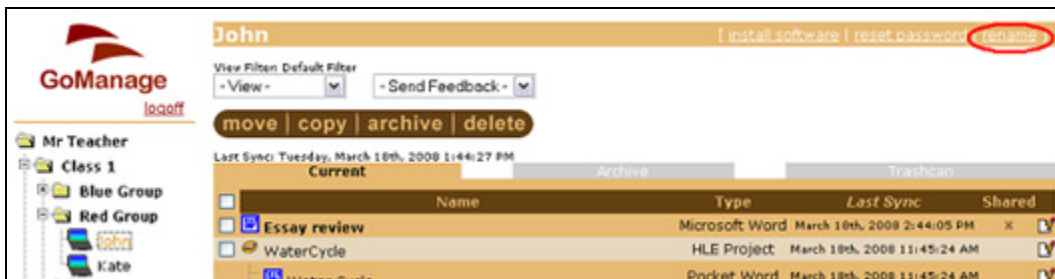 John [ install software | reset password | rename ]
GoManage
logoff
View Filter: Default Filter
- View - - Send Feedback -
move | copy | archive | delete
Last Sync: Tuesday, March 18th, 2008 1:44:27 PM
Current Archive Trashcan
Mr Teacher
Class 1
Blue Group
Red Group
John
Kate
Name Type Last Sync Shared
Essay review Microsoft Word March 18th, 2008 2:44:05 PM x
WaterCycle HLE Project March 18th, 2008 11:45:24 AM
Water Cycle Pocket Word March 18th, 2008 11:45:24 AM